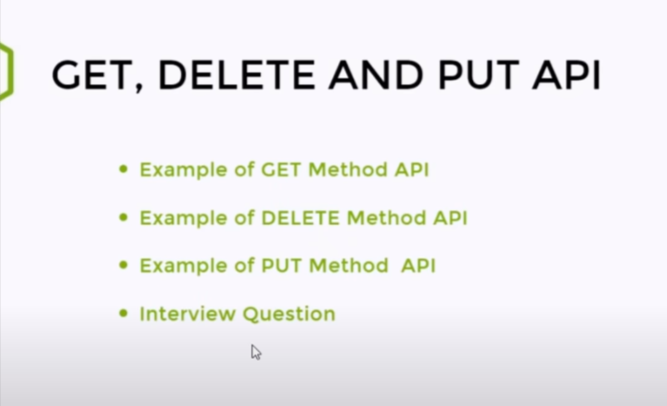 GET, DELETE AND PUT API
• Example of GET Method API
• Example of DELETE Method API
• Example of PUT Method API
• Interview Question